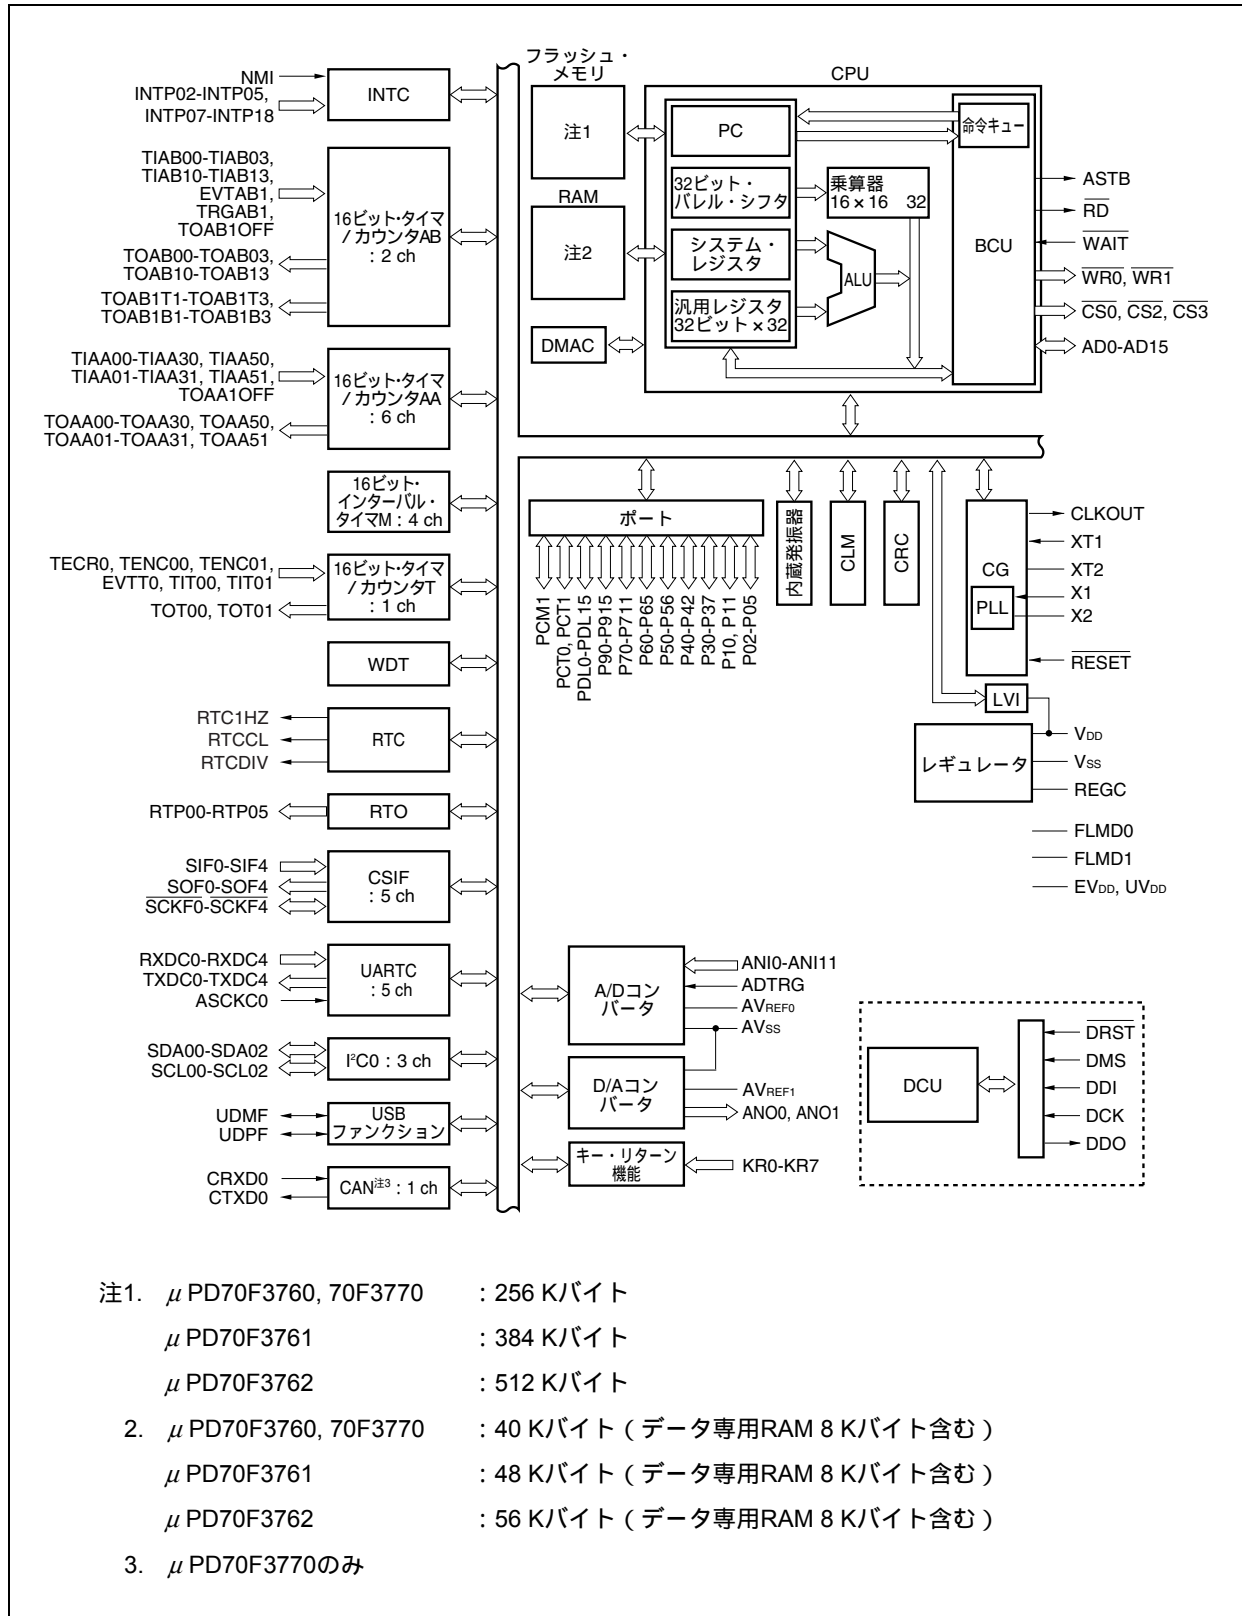 NMI
INTP02-INTP05,
INTP07-INTP18
INTC
TIAB00-TIAB03,
TIAB10-TIAB13,
EVTAB1,
TRGAB1,
TOAB1OFF
TOAB00-TOAB03,
TOAB10-TOAB13
TOAB1T1-TOAB1T3,
TOAB1B1-TOAB1B3
16ビット・タイマ
/ カウンタAB
: 2 ch
TIAA00-TIAA30, TIAA50,
TIAA01-TIAA31, TIAA51,
TOAA1OFF
TOAA00-TOAA30, TOAA50,
TOAA01-TOAA31, TOAA51
16ビット・タイマ
/ カウンタAA
: 6 ch
16ビット・
インターバル・
タイマM : 4 ch
TECR0, TENC00, TENC01,
EVTT0, TIT00, TIT01
TOT00, TOT01
16ビット・タイマ
/ カウンタT
: 1 ch
WDT
RTC1HZ
RTCCL
RTCDIV
RTC
RTP00-RTP05
RTO
SIF0-SIF4
SOF0-SOF4
SCKF0-SCKF4
CSIF
: 5 ch
RXDC0-RXDC4
TXDC0-TXDC4
ASCKC0
UARTC
: 5 ch
SDA00-SDA02
SCL00-SCL02
I²C0 : 3 ch
UDMF
UDPF
USB
ファンクション
CRXD0
CTXD0
CAN注3 : 1 ch
フラッシュ・
メモリ
注1
RAM
注2
DMAC
CPU
PC
32ビット・
バレル・シフタ
システム・
レジスタ
汎用レジスタ
32ビット × 32
乗算器
16 × 16 32
ALU
命令キュー
BCU
ASTB
RD
WAIT
WR0, WR1
CS0, CS2, CS3
AD0-AD15
ポート
PCM1
PCT0, PCT1
PDL0-PDL15
P90-P915
P70-P711
P60-P65
P50-P56
P40-P42
P30-P37
P10, P11
P02-P05
内蔵発振器
CLM
CRC
CG
PLL
CLKOUT
XT1
XT2
X1
X2
RESET
LVI
レギュレータ
VDD
VSS
REGC
FLMD0
FLMD1
EVDD, UVDD
A/Dコン
バータ
ANI0-ANI11
ADTRG
AVREF0
AVSS
D/Aコン
バータ
AVREF1
ANO0, ANO1
キー・リターン
機能
KR0-KR7
DCU
DRST
DMS
DDI
DCK
DDO
注1. μ PD70F3760, 70F3770 : 256 Kバイト
μ PD70F3761 : 384 Kバイト
μ PD70F3762 : 512 Kバイト
2. μ PD70F3760, 70F3770 : 40 Kバイト ( データ専用RAM 8 Kバイト含む )
μ PD70F3761 : 48 Kバイト ( データ専用RAM 8 Kバイト含む )
μ PD70F3762 : 56 Kバイト ( データ専用RAM 8 Kバイト含む )
3. μ PD70F3770のみ